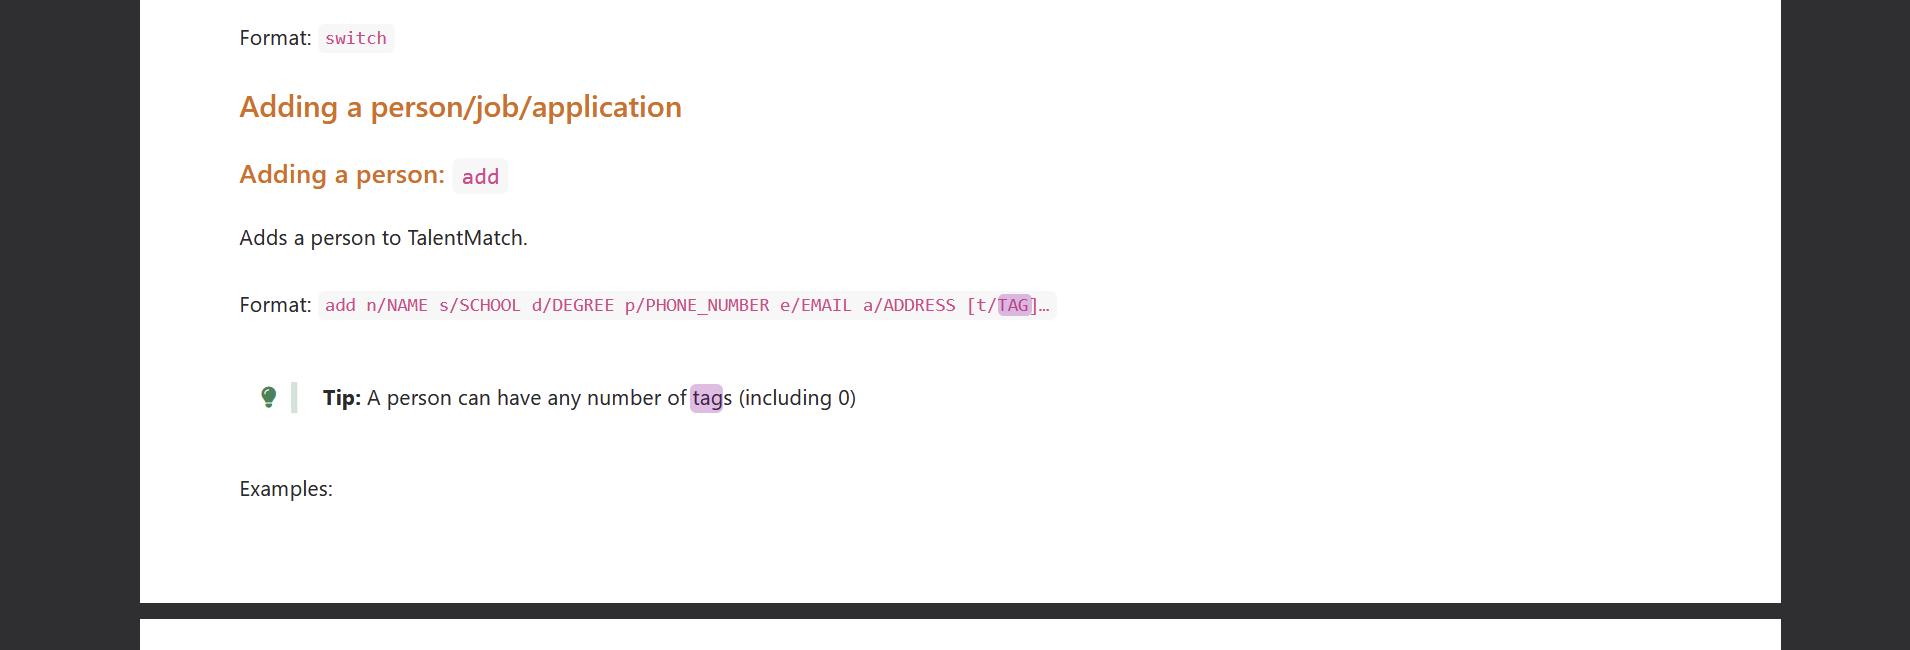 Format: switch
Adding a person/job/application
Adding a person: add
Adds a person to TalentMatch.
Format: add n/NAME s/SCHOOL d/DEGREE p/PHONE_NUMBER e/EMAIL a/ADDRESS [t/TAG]…
Tip: A person can have any number of tags (including 0)
Examples: